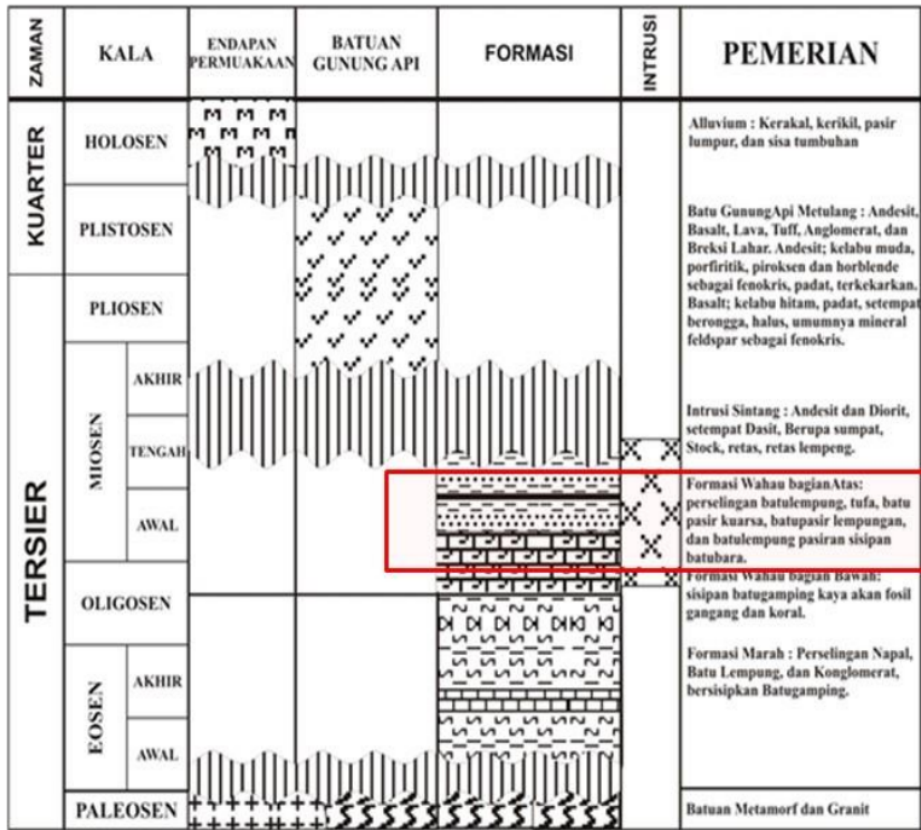 ZAMAN
KALA
ENDAPAN
PERMUAKAAN
BATUAN
GUNUNG API
FORMASI
INTRUSI
PEMERIAN
KUARTER
HOLOSEN
PLISTOSEN
TERSIER
PLIOSEN
MIOSEN
AKHIR
TENGAH
AWAL
OLIGOSEN
EOSEN
AKHIR
AWAL
PALEOSEN
Alluvium : Kerakal, kerikil, pasir
lumpur, dan sisa tumbuhan
Batu GunungApi Metulang : Andesit,
Basalt, Lava, Tuff, Anglomerat, dan
Breksi Lahar. Andesit; kelabu muda,
porfiritik, piroksen dan horblende
sebagai fenokris, padat, terkekarkan.
Basalt; kelabu hitam, padat, setempat
berongga, halus, umumnya mineral
feldspar sebagai fenokris.
Intrusi Sintang : Andesit dan Diorit,
setempat Dasit, Berupa sumpat,
Stock, retas, retas lempeng.
Formasi Wahau bagianAtas:
perselingan batulempung, tufa, batu
pasir kuarsa, batupasir lempungan,
dan batulempung pasiran sisipan
batubara.
Formasi Wahau bagian Bawah:
sisipan batugamping kaya akan fosil
gangang dan koral.
Formasi Marah : Perselingan Napal,
Batu Lempung, dan Konglomerat,
bersisipkan Batugamping.
Batuan Metamorf dan Granit